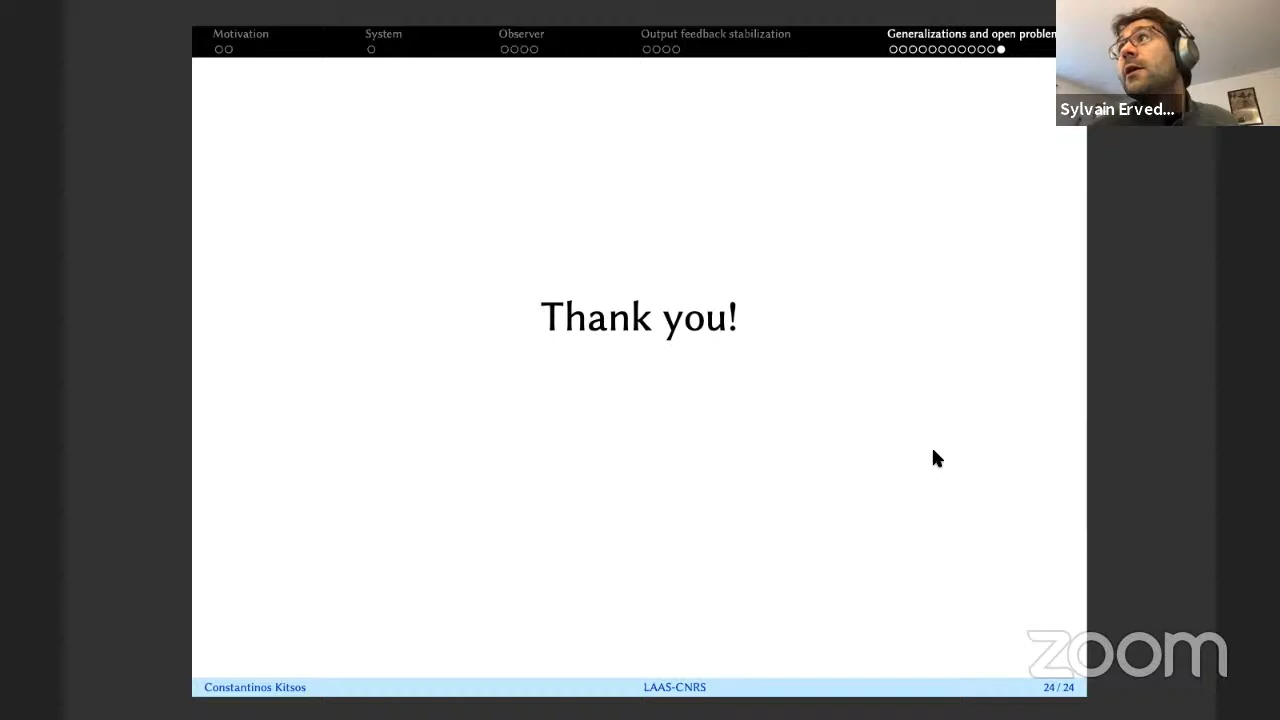 Motivation System Observer Output feedback stabilization Generalizations and open problem
Sylvain Erved...
Thank you!
zoom
Constantinos Kitsos LAAS-CNRS 24 / 24